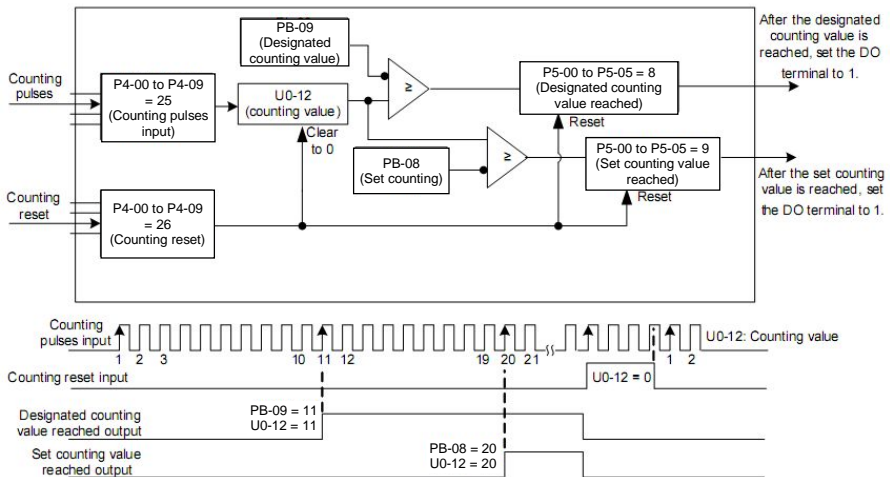 PB-09
(Designated
counting value)
After the designated
counting value is
reached, set the DO
terminal to 1.
Counting
pulses
P4-00 to P4-09
= 25
(Counting pulses
input)
U0-12
(counting value)
≥
P5-00 to P5-05 = 8
(Designated counting
value reached)
Clear
to 0
Reset
PB-08
(Set counting)
≥
P5-00 to P5-05 = 9
(Set counting value
reached)
After the set counting
value is reached, set
the DO terminal to 1.
Counting
reset
P4-00 to P4-09
= 26
(Counting reset)
Reset
Counting
pulses input
U0-12: Counting value
1 2 3 10 11 12 19 20 21 1 2
Counting reset input
U0-12 = 0
Designated counting
value reached output
PB-09 = 11
U0-12 = 11
Set counting value
reached output
PB-08 = 20
U0-12 = 20